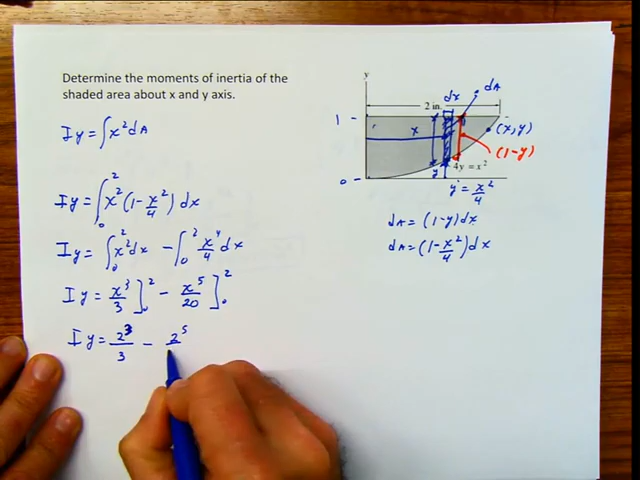 Determine the moments of inertia of the
shaded area about x and y axis.
Iy = ∫x²dA
Iy = ∫₀² x²(1-x²/4)dx
Iy = ∫₀² x²dx - ∫₀² x⁴/4 dx
Iy = x³/3]₀² - x⁵/20]₀²
Iy = 2³/3 - 2⁵
y
dA
dx
2 in.
1
x
(x,y)
(1-y)
y
4y = x²
0
y = x²/4
dA = (1-y)dx
dA = (1-x²/4)dx